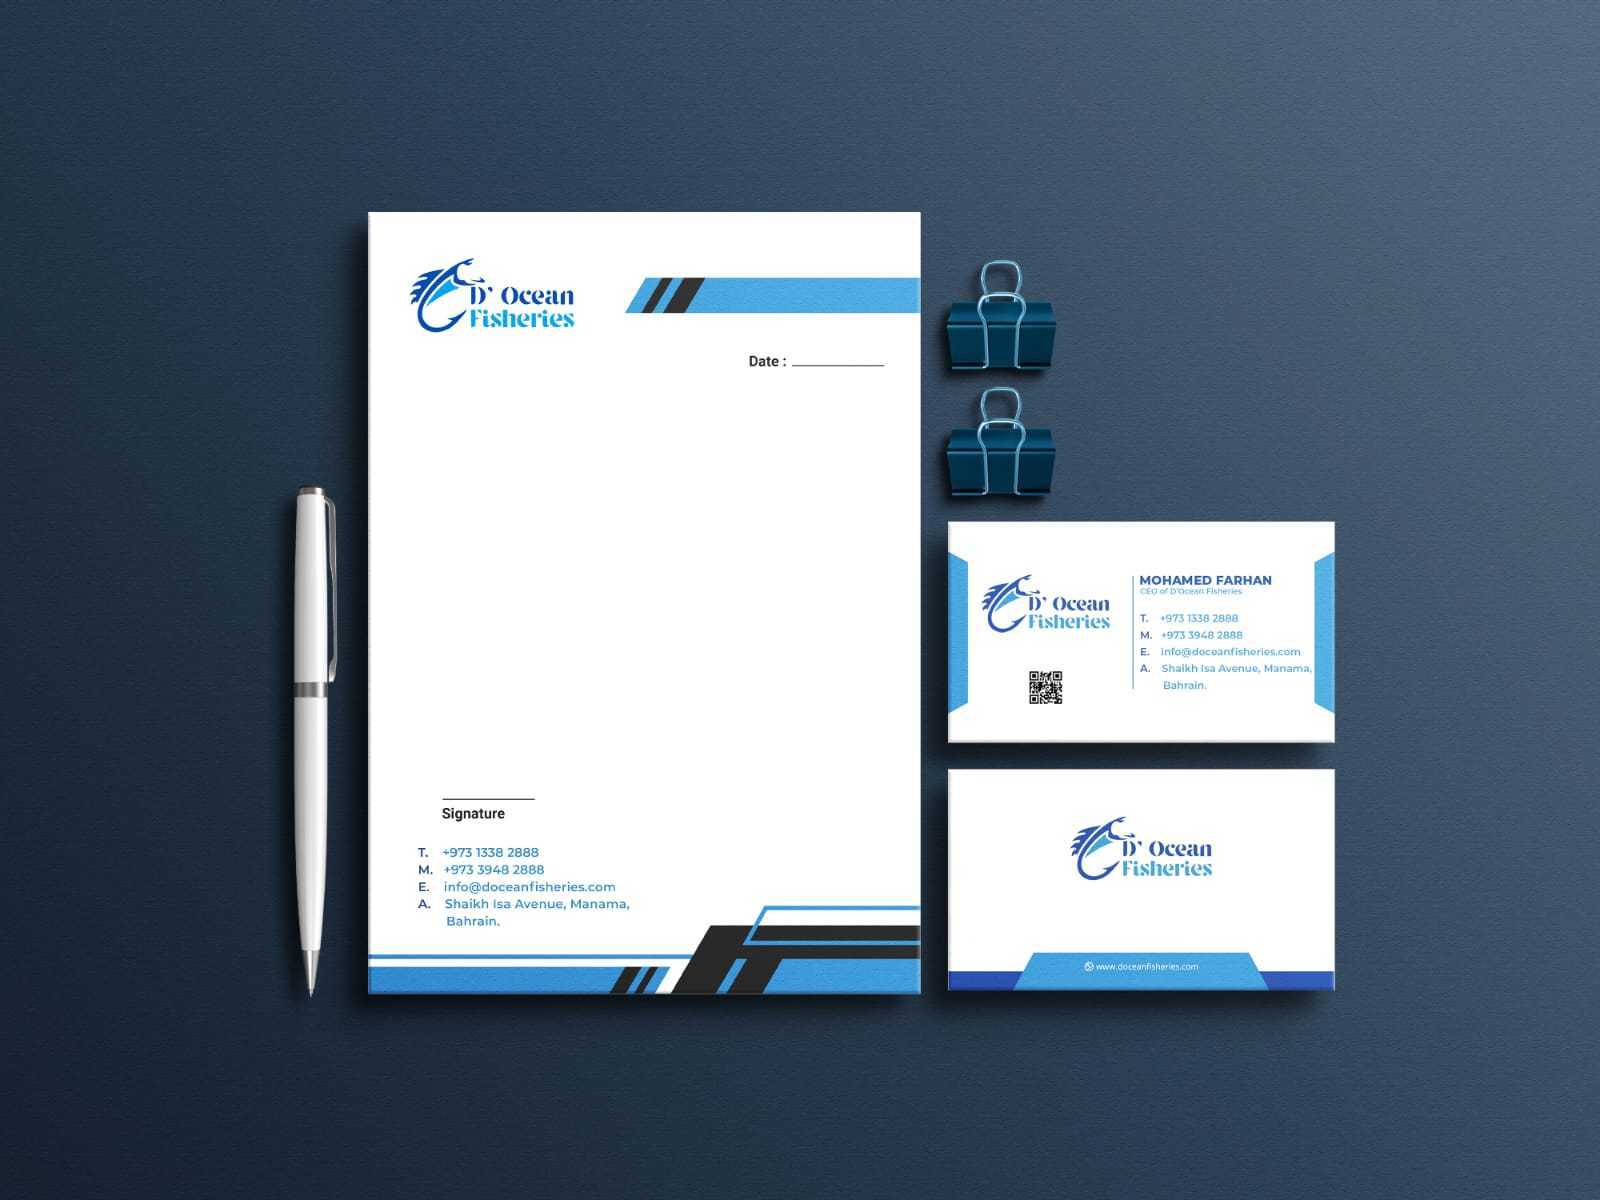 D' Ocean
Fisheries
Date :
Signature
T. +973 1338 2888
M. +973 3948 2888
E. info@doceanfisheries.com
A. Shaikh Isa Avenue, Manama,
Bahrain.
D' Ocean
Fisheries
MOHAMED FARHAN
CEO of D'Ocean Fisheries
T. +973 1338 2888
M. +973 3948 2888
E. info@doceanfisheries.com
A. Shaikh Isa Avenue, Manama,
Bahrain.
D' Ocean
Fisheries
www.doceanfisheries.com